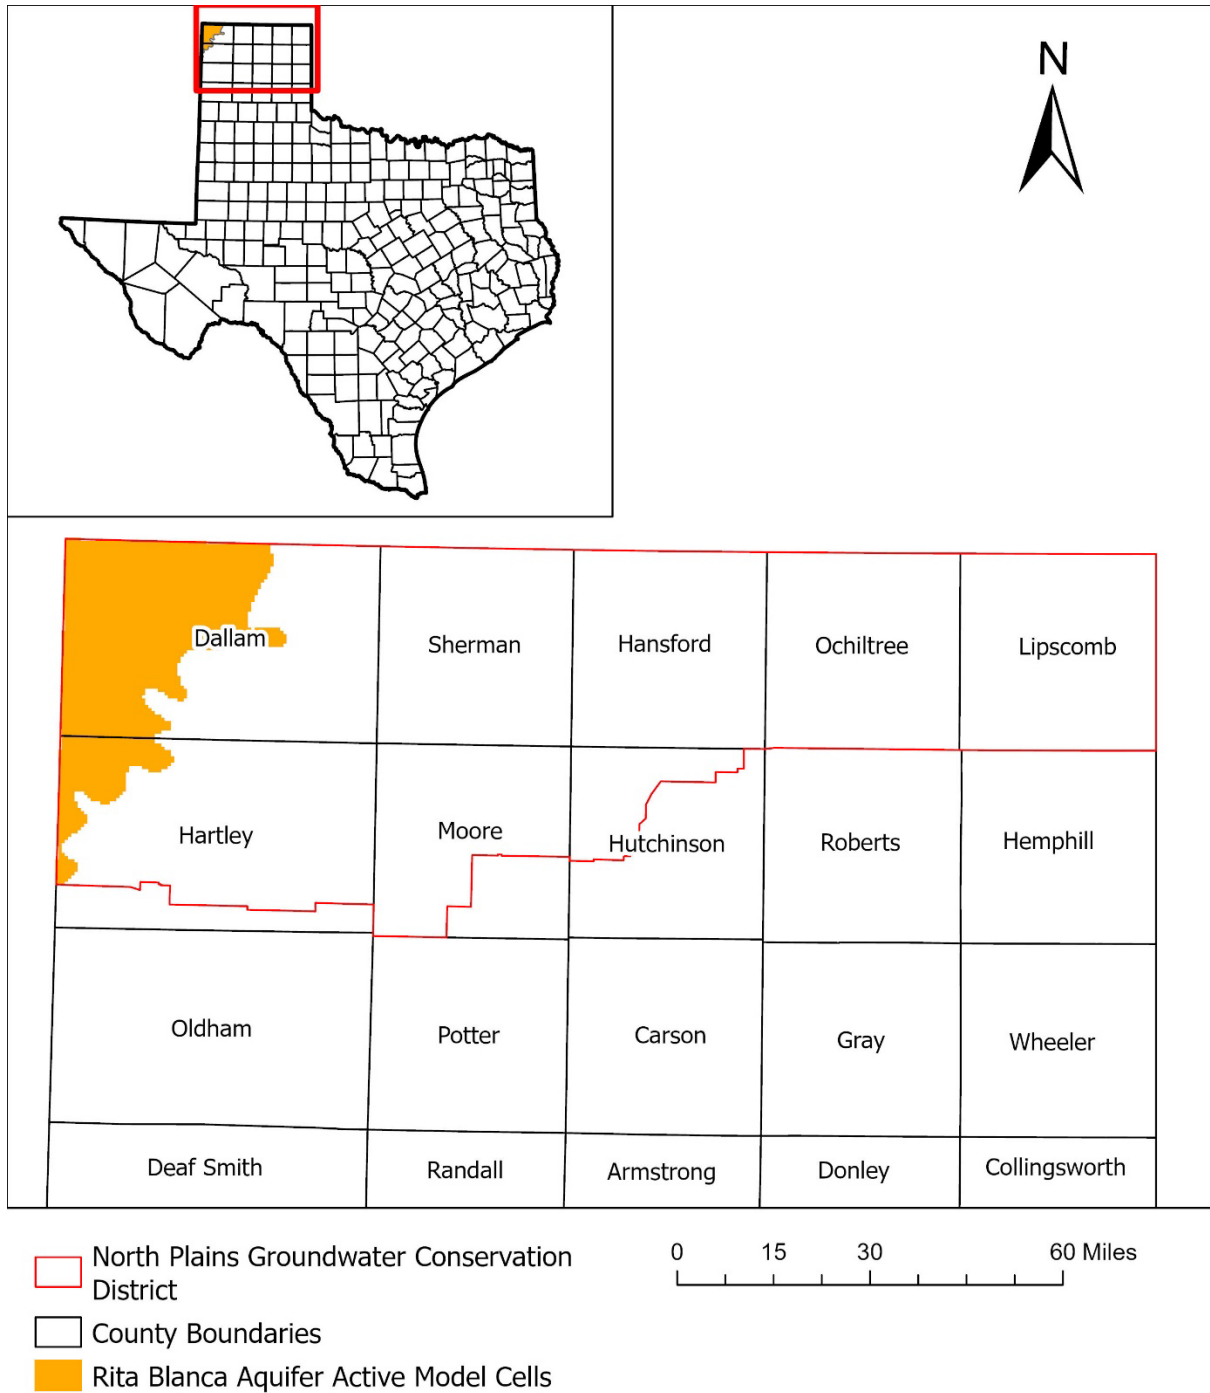 N
Dallam
Sherman
Hansford
Ochiltree
Lipscomb
Hartley
Moore
Hutchinson
Roberts
Hemphill
Oldham
Potter
Carson
Gray
Wheeler
Deaf Smith
Randall
Armstrong
Donley
Collingsworth
North Plains Groundwater Conservation
District
County Boundaries
Rita Blanca Aquifer Active Model Cells
0 15 30 60 Miles